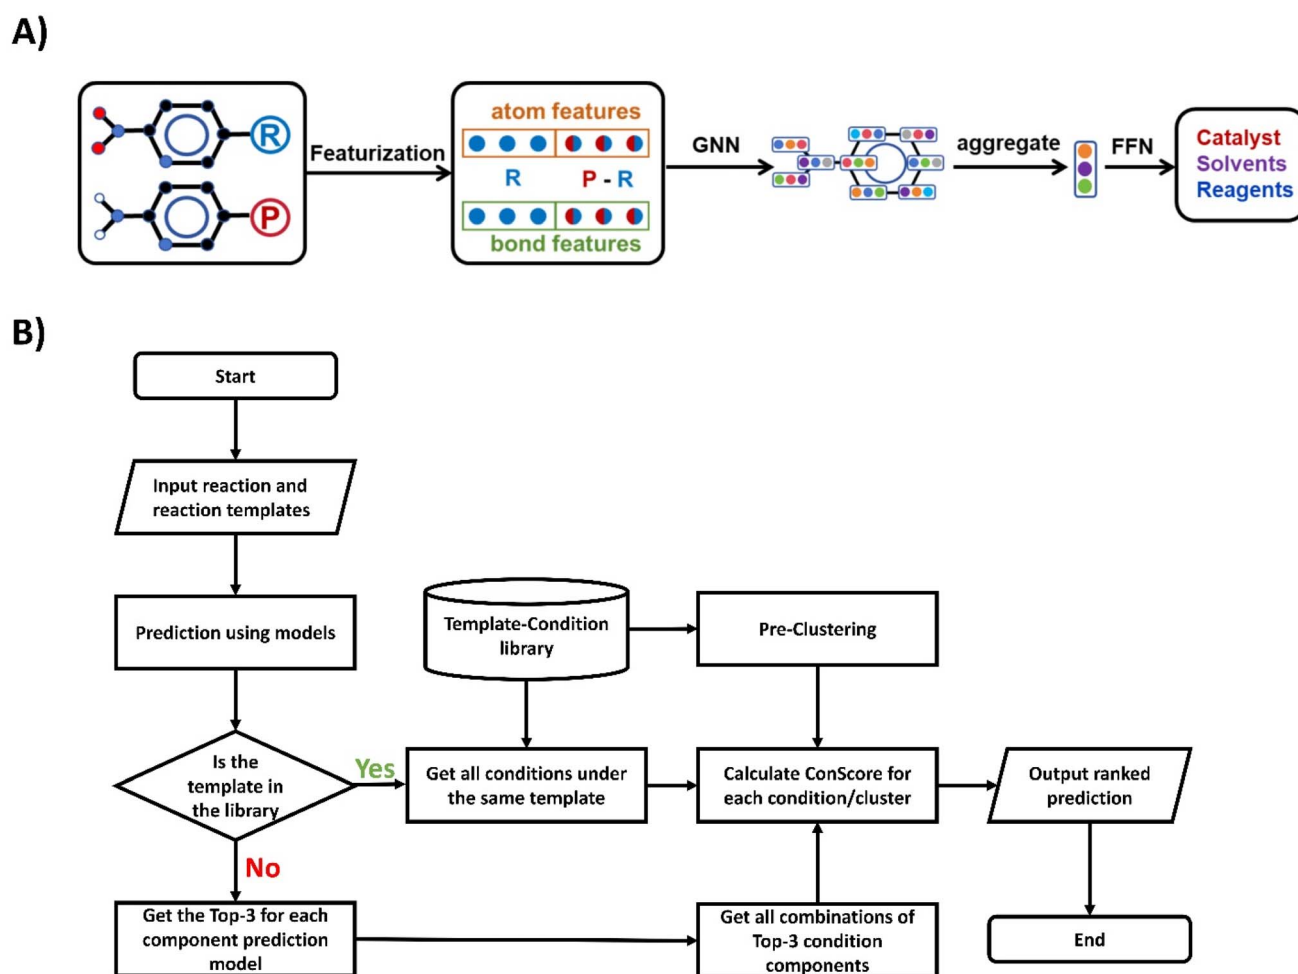 A)
R
P
Featurization
atom features
R
P - R
bond features
GNN
aggregate
FFN
Catalyst
Solvents
Reagents
B)
Start
Input reaction and
reaction templates
Prediction using models
Is the
template in
the library
Yes
No
Template-Condition
library
Pre-Clustering
Get all conditions under
the same template
Calculate ConScore for
each condition/cluster
Output ranked
prediction
Get the Top-3 for each
component prediction
model
Get all combinations of
Top-3 condition
components
End